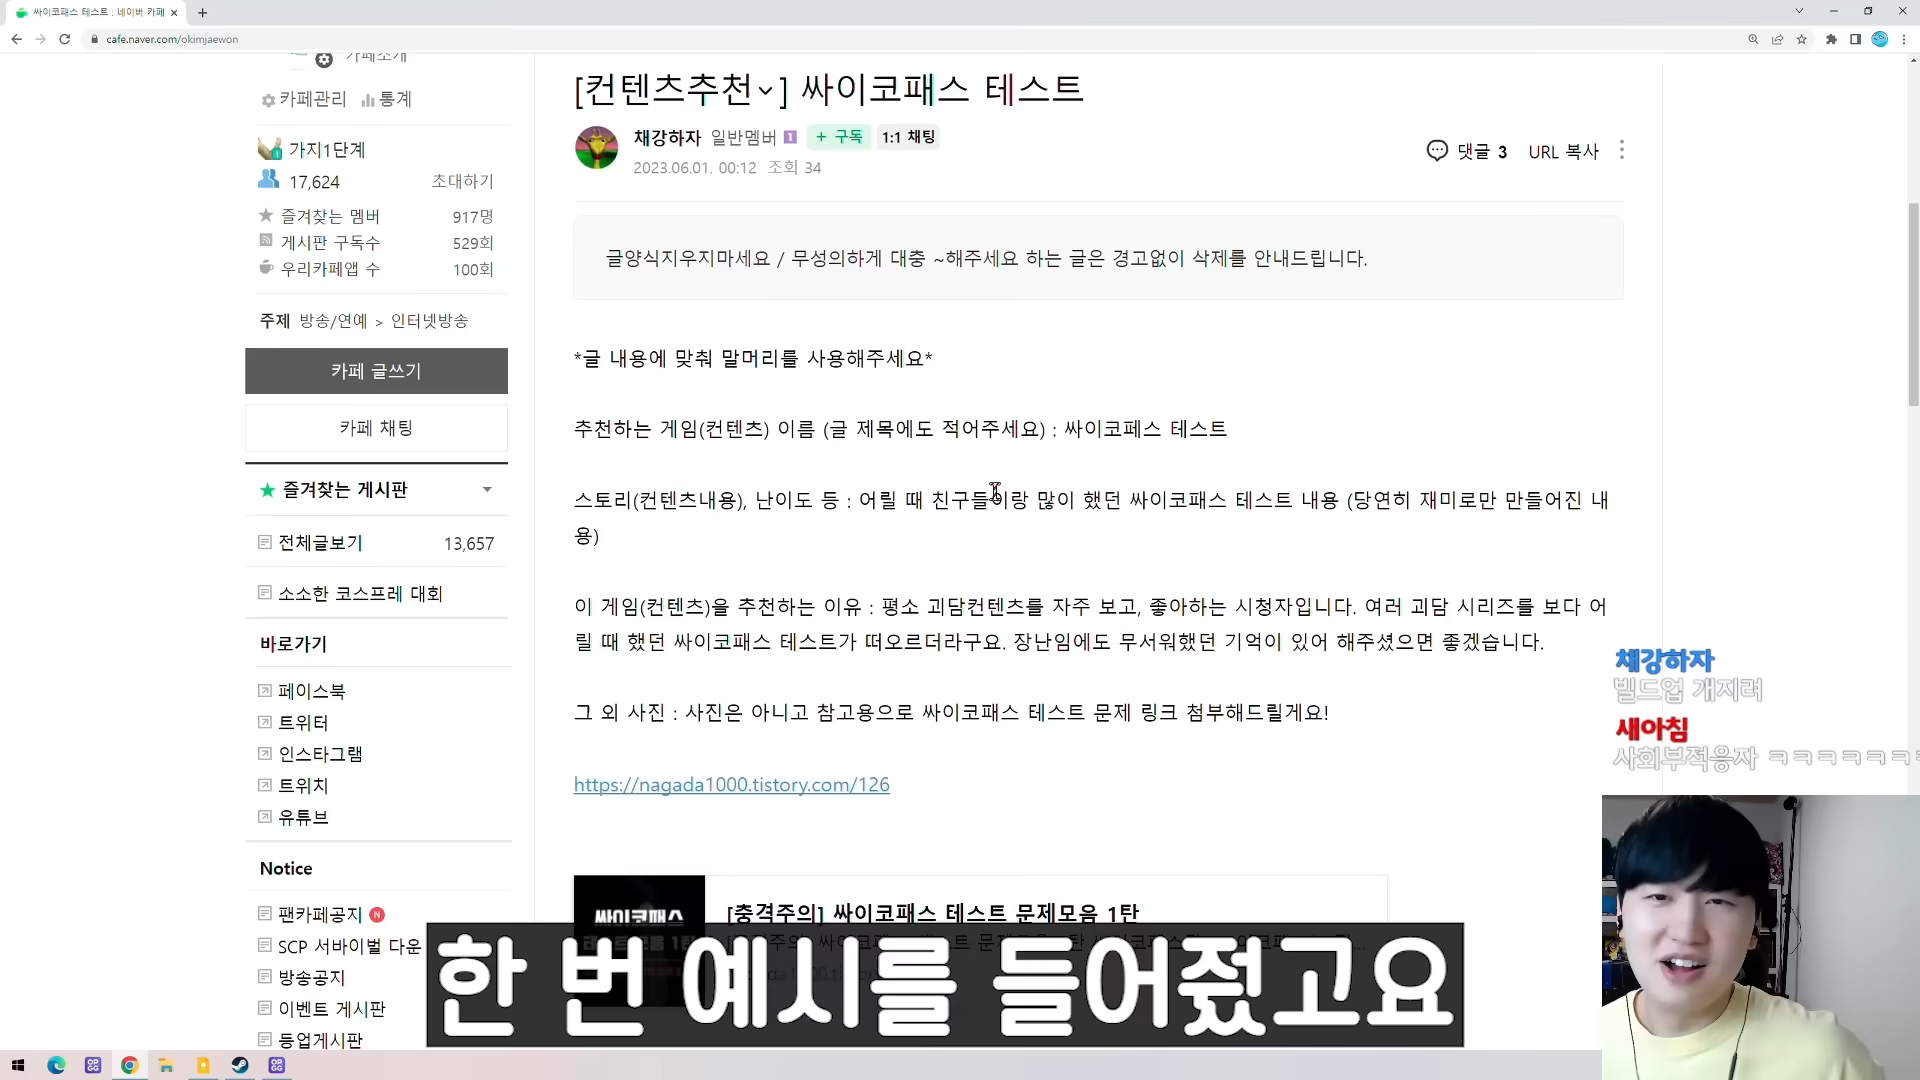 싸이코패스 테스트 : 네이버 카페
cafe.naver.com/okimjaewon
카페소개
카페관리 통계
가지1단계
17,624 초대하기
즐겨찾는 멤버 917명
게시판 구독수 529회
우리카페앱 수 100회
주제 방송/연예 > 인터넷방송
카페 글쓰기
카페 채팅
즐겨찾는 게시판
전체글보기 13,657
소소한 코스프레 대회
바로가기
페이스북
트위터
인스타그램
트위치
유튜브
Notice
팬카페공지 N
SCP 서바이벌 다운
방송공지
이벤트 게시판
등업게시판
[컨텐츠추천] 싸이코패스 테스트
채강하자 일반멤버 1 + 구독 1:1 채팅
2023.06.01. 00:12 조회 34
댓글 3 URL 복사
글양식지우지마세요 / 무성의하게 대충 ~해주세요 하는 글은 경고없이 삭제를 안내드립니다.
*글 내용에 맞춰 말머리를 사용해주세요*
추천하는 게임(컨텐츠) 이름 (글 제목에도 적어주세요) : 싸이코페스 테스트
스토리(컨텐츠내용), 난이도 등 : 어릴 때 친구들이랑 많이 했던 싸이코패스 테스트 내용 (당연히 재미로만 만들어진 내
용)
이 게임(컨텐츠)을 추천하는 이유 : 평소 괴담컨텐츠를 자주 보고, 좋아하는 시청자입니다. 여러 괴담 시리즈를 보다 어
릴 때 했던 싸이코패스 테스트가 떠오르더라구요. 장난임에도 무서워했던 기억이 있어 해주셨으면 좋겠습니다.
그 외 사진 : 사진은 아니고 참고용으로 싸이코패스 테스트 문제 링크 첨부해드릴게요!
https://nagada1000.tistory.com/126
싸이코패스
[충격주의] 싸이코패스 테스트 문제모음 1탄
채강하자
빌드업 개지려
새아침
사회부적응자 ㅋㅋㅋㅋㅋㅋㅋ
한 번 예시를 들어줬고요